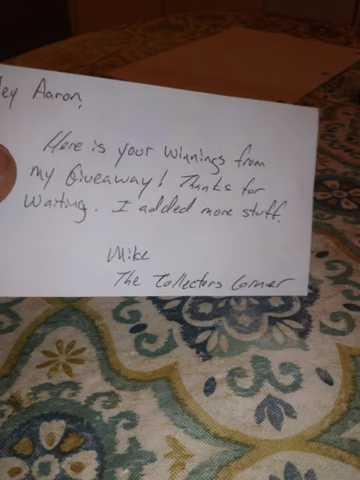 ey Aaron,
Here is your winnings from
my Giveaway! Thanks for
Waiting. I added more stuff.
Mike
The Collectors Corner